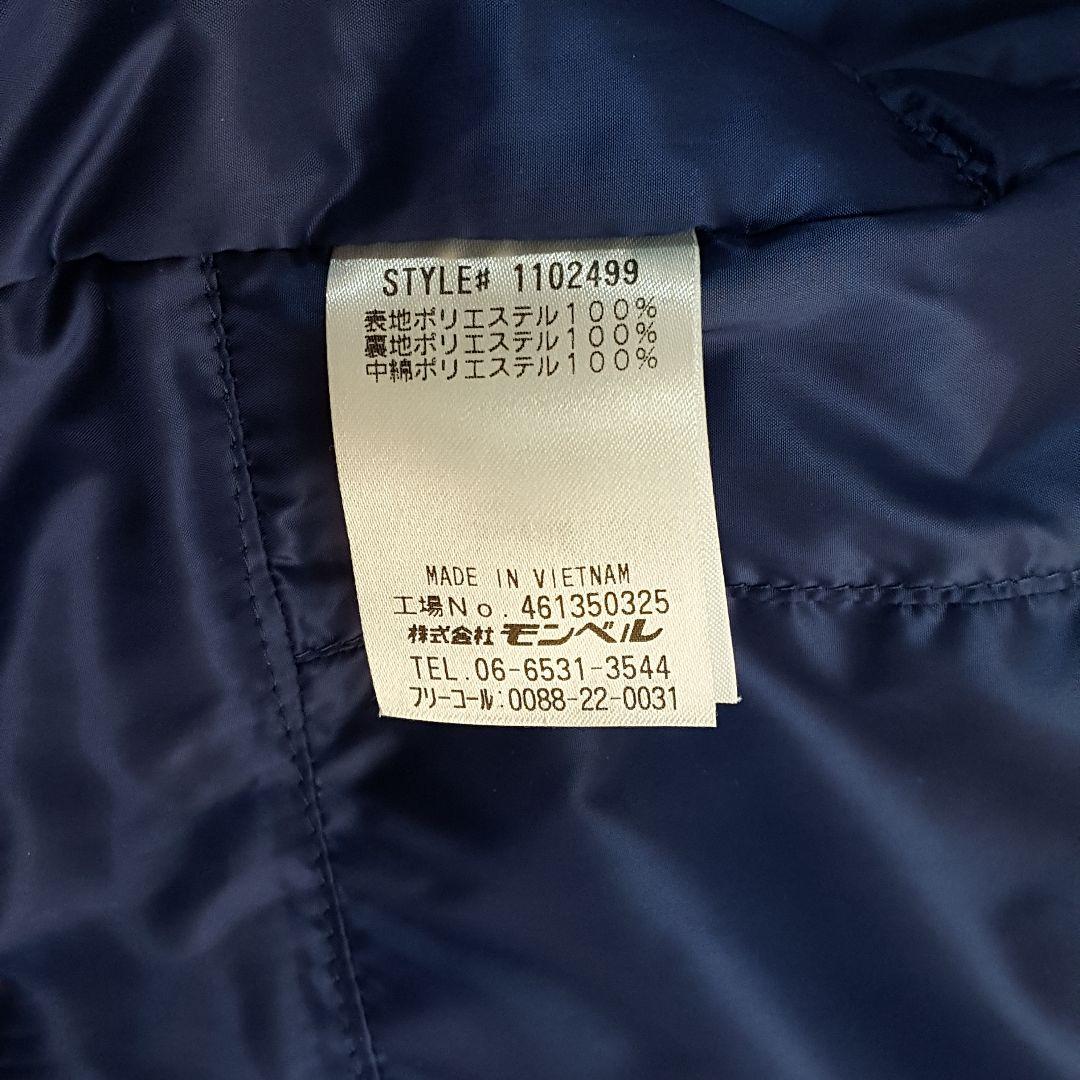 STYLE# 1102499
表地ポリエステル１００％
裏地ポリエステル１００％
中綿ポリエステル１００％
MADE IN VIETNAM
工場No. 461350325
株式会社 モンベル
TEL.06-6531-3544
ﾌﾘｰｺｰﾙ:0088-22-0031